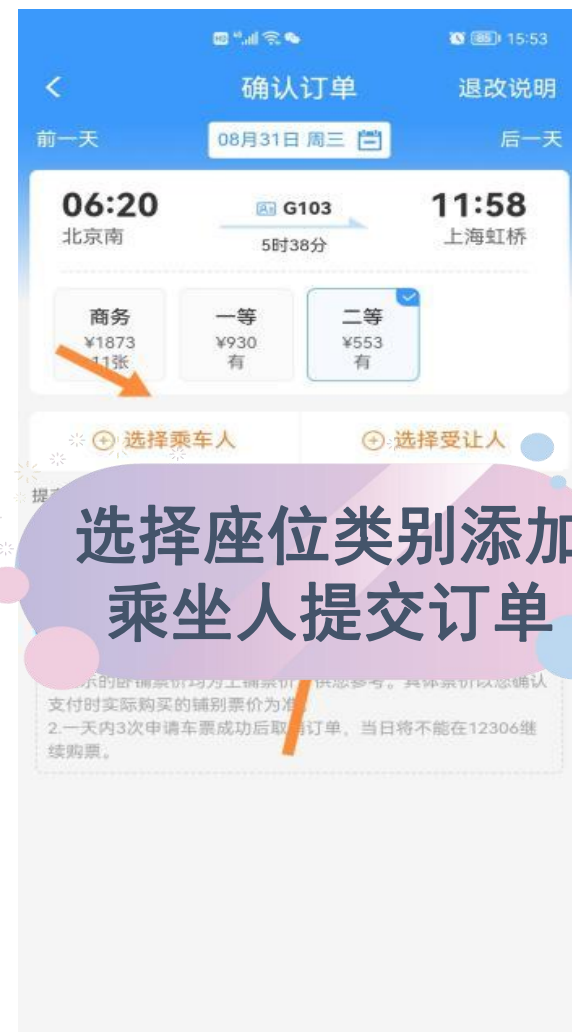 HD 4G 85 15:53
确认订单 退改说明
前一天 08月31日 周三 后一天
06:20 G103 11:58
北京南 5时38分 上海虹桥
商务 一等 二等
¥1873 ¥930 ¥553
11张 有 有
选择乘车人 选择受让人
选择座位类别添加
乘坐人提交订单
支付时实际购买的铺别票价为准
2.一天内3次申请车票成功后取消订单，当日将不能在12306继
续购票。